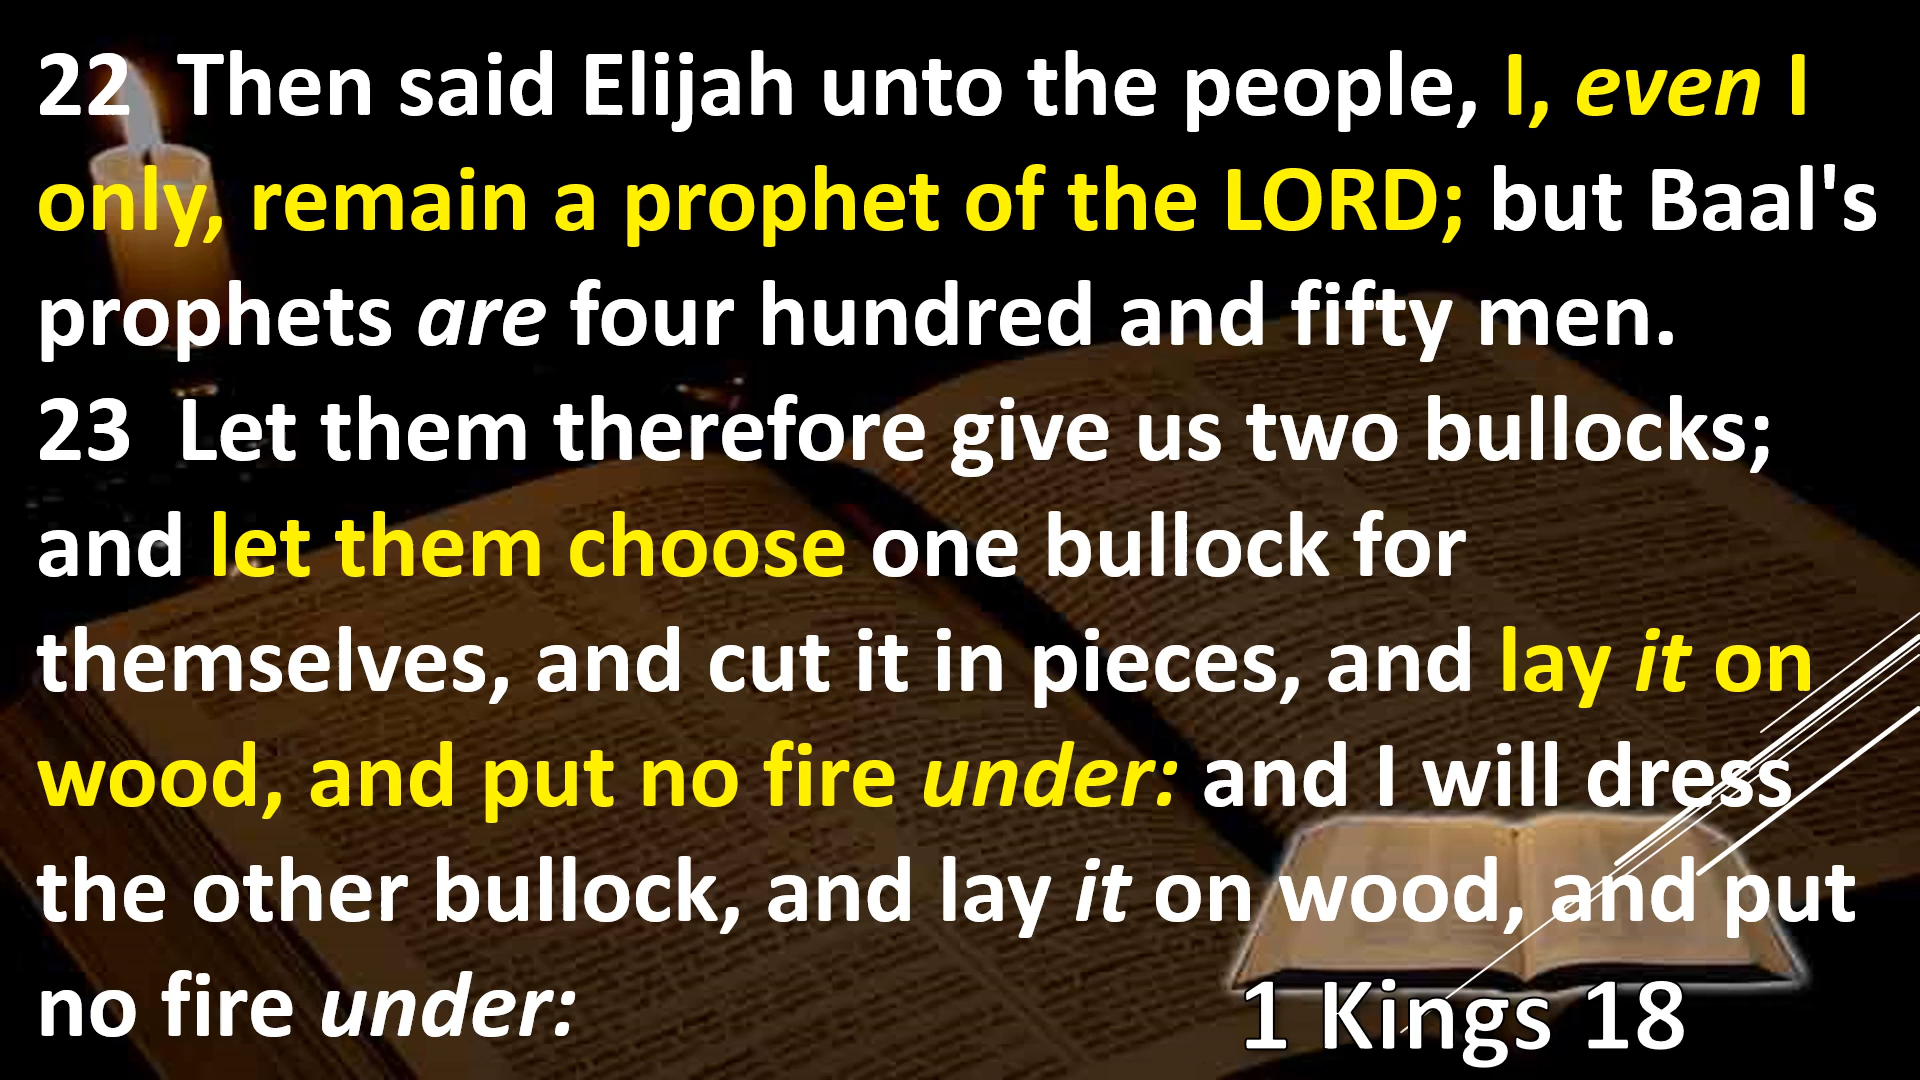 22  Then said Elijah unto the people, I, even I
only, remain a prophet of the LORD; but Baal's
prophets are four hundred and fifty men.
23  Let them therefore give us two bullocks;
and let them choose one bullock for
themselves, and cut it in pieces, and lay it on
wood, and put no fire under: and I will dress
the other bullock, and lay it on wood, and put
no fire under:
1 Kings 18